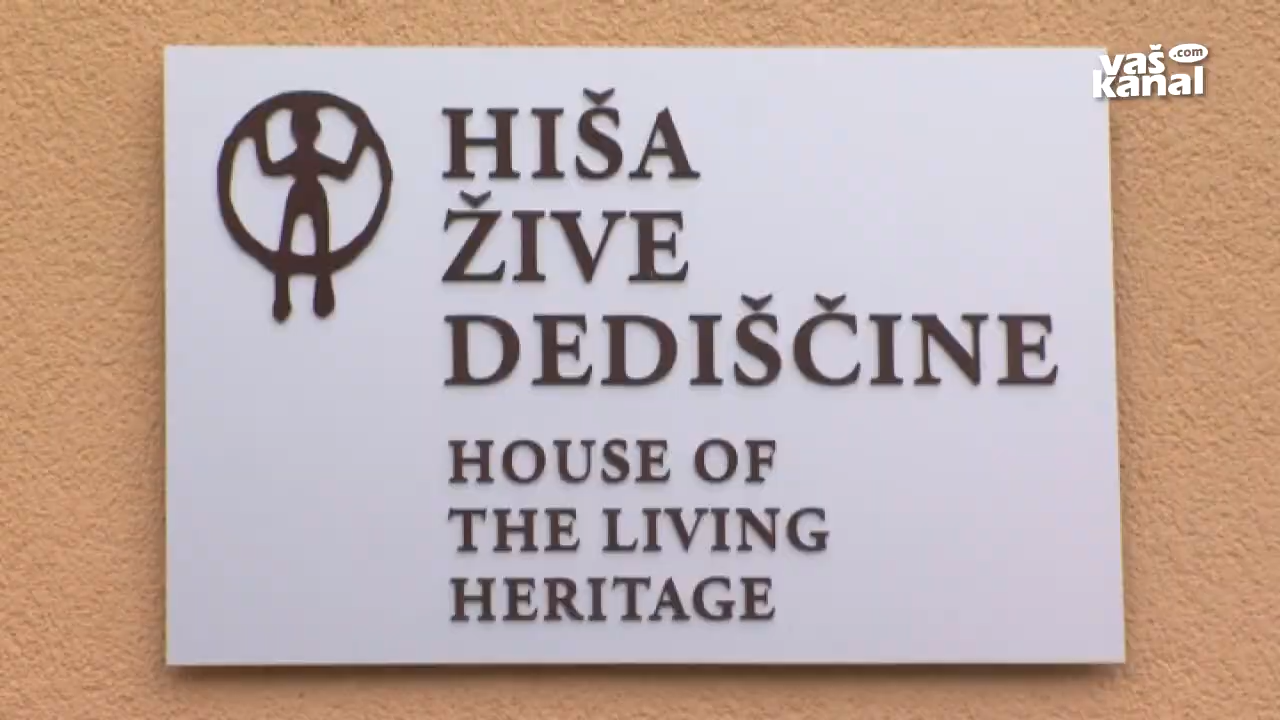 vaš .com
kanal
HIŠA
ŽIVE
DEDIŠČINE
HOUSE OF
THE LIVING
HERITAGE